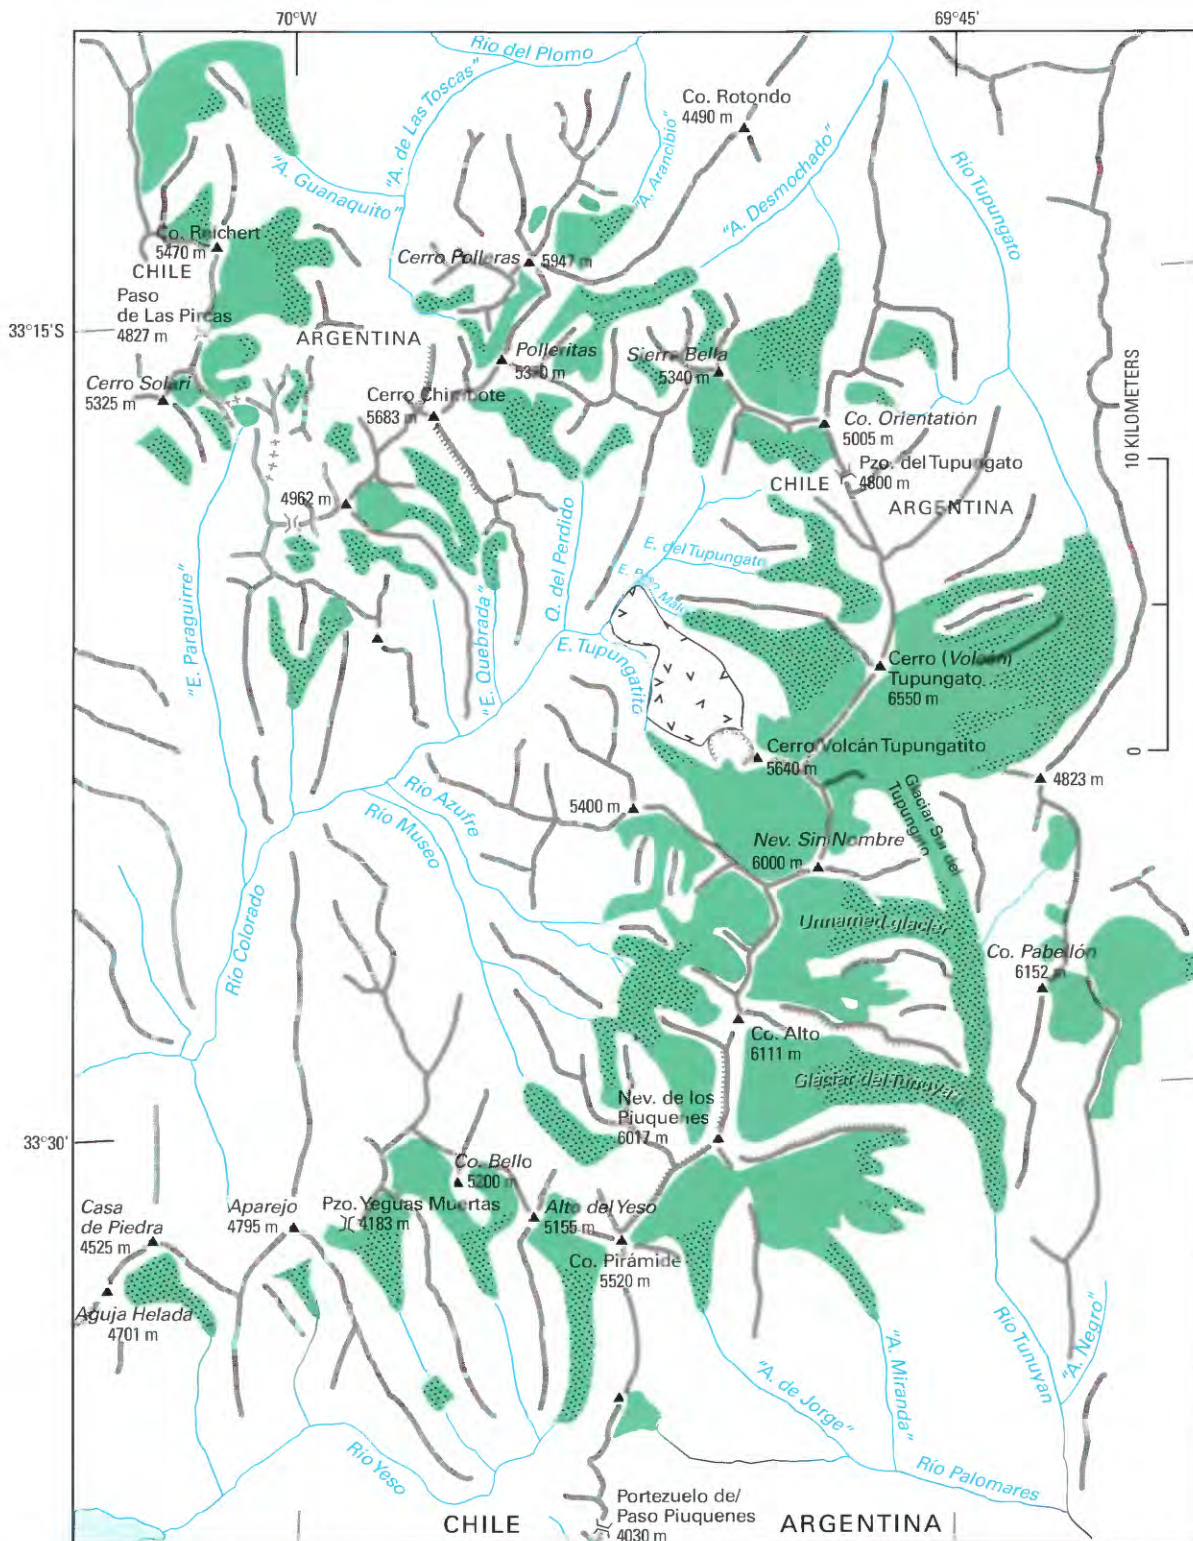 70°W
69°45'
Río del Plomo
"A. de Las Toscas"
Co. Rotondo
4490 m
"A. Arancibio"
"A. Guanaquito"
"A. Desmochado"
Río Tupungato
Co. Reichert
5470 m
CHILE
Cerro Polleras
5947 m
Paso
de Las Pircas
4827 m
33°15'S
ARGENTINA
Polleritas
Sierra Bella
5340 m
Cerro Solari
5325 m
Cerro Chimbote
5683 m
Co. Orientation
5005 m
10 KILOMETERS
0
Pzo. del Tupungato
4800 m
CHILE
ARGENTINA
4962 m
"E. Paraguirre"
"E. Quebrada"
Q. del Perdido
E. del Tupungato
E. Tupungatito
Cerro (Volcán)
Tupungato
6550 m
Cerro Volcán Tupungatito
5640 m
4823 m
Río Azufre
Río Museo
5400 m
Glaciar Sur del
Tupungato
Nev. Sin Nombre
6000 m
Río Colorado
Unnamed glaciar
Co. Pabellón
6152 m
Co. Alto
6111 m
Glaciar del Tunuyan
Nev. de los
Piuquenes
6017 m
33°30'
Co. Bello
5200 m
Casa
de Piedra
4525 m
Aparejo
4795 m
Pzo. Yeguas Muertas
4183 m
Alto del Yeso
5155 m
Co. Pirámide
5520 m
Aguja Helada
4701 m
Río Yeso
"A. de Jorge"
"A. Miranda"
Río Tunuyan
"A. Negro"
Río Palomares
Portezuelo de/
Paso Piuquenes
4030 m
CHILE
ARGENTINA